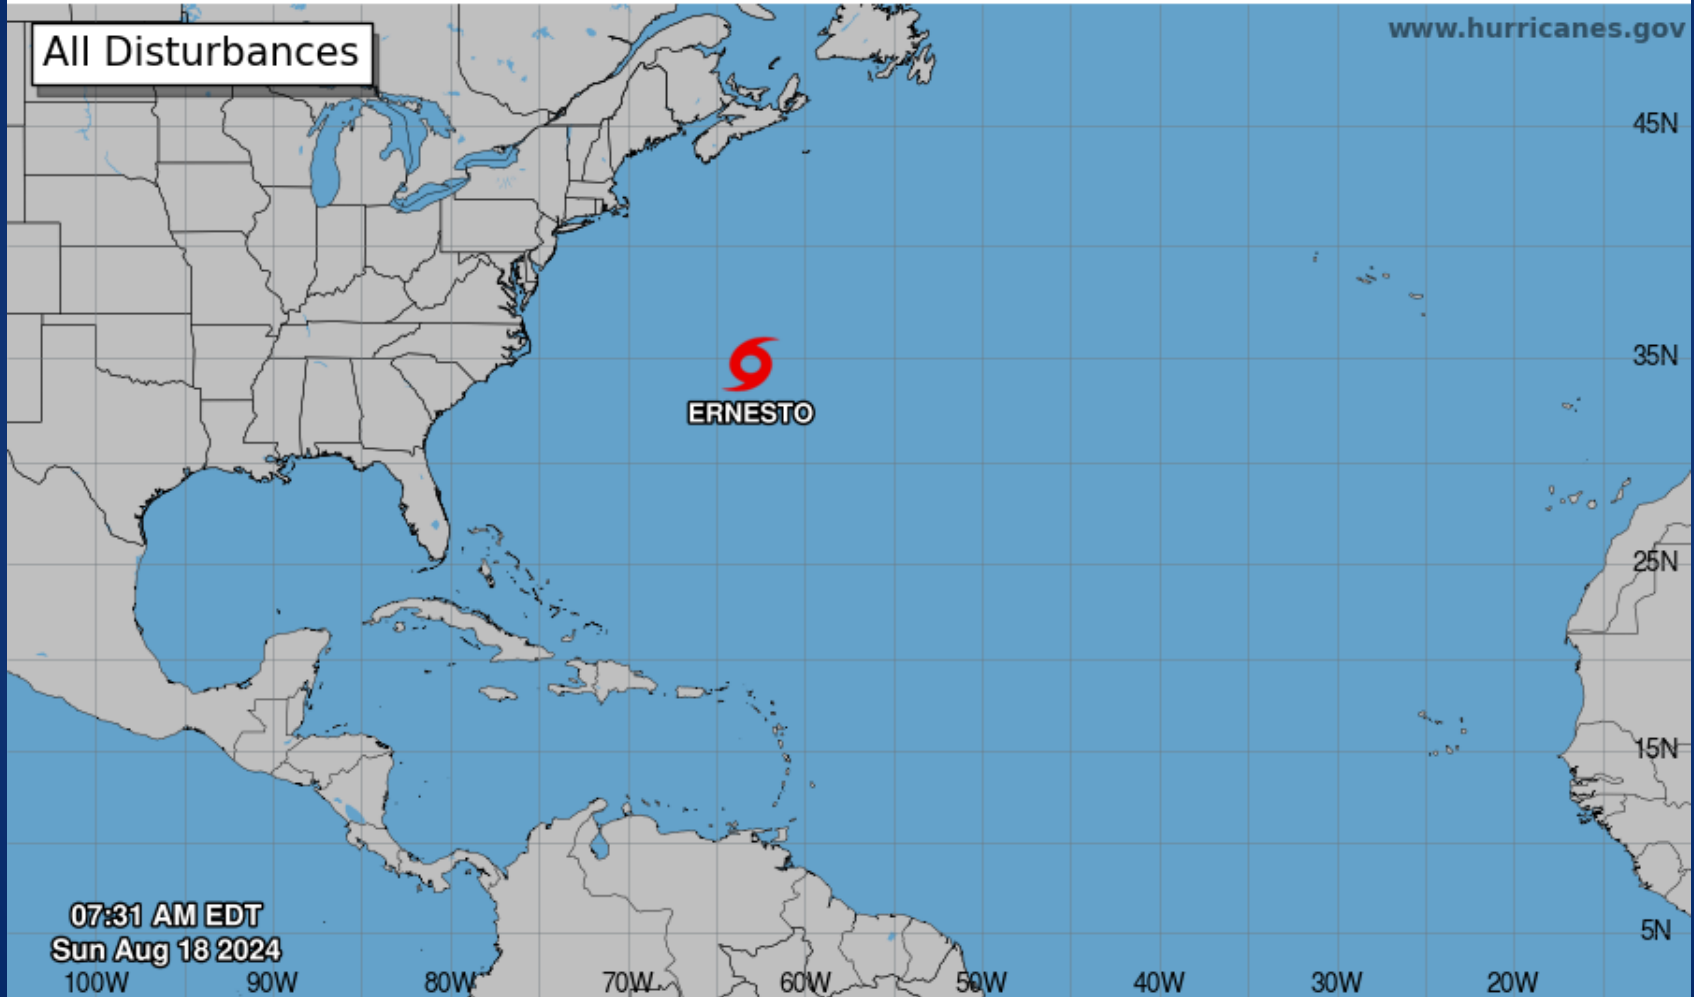 All Disturbances
www.hurricanes.gov
45N
35N
ERNESTO
25N
15N
07:31 AM EDT
5N
Sun Aug 18 2024
100W 90W 80W 70W 60W 50W 40W 30W 20W